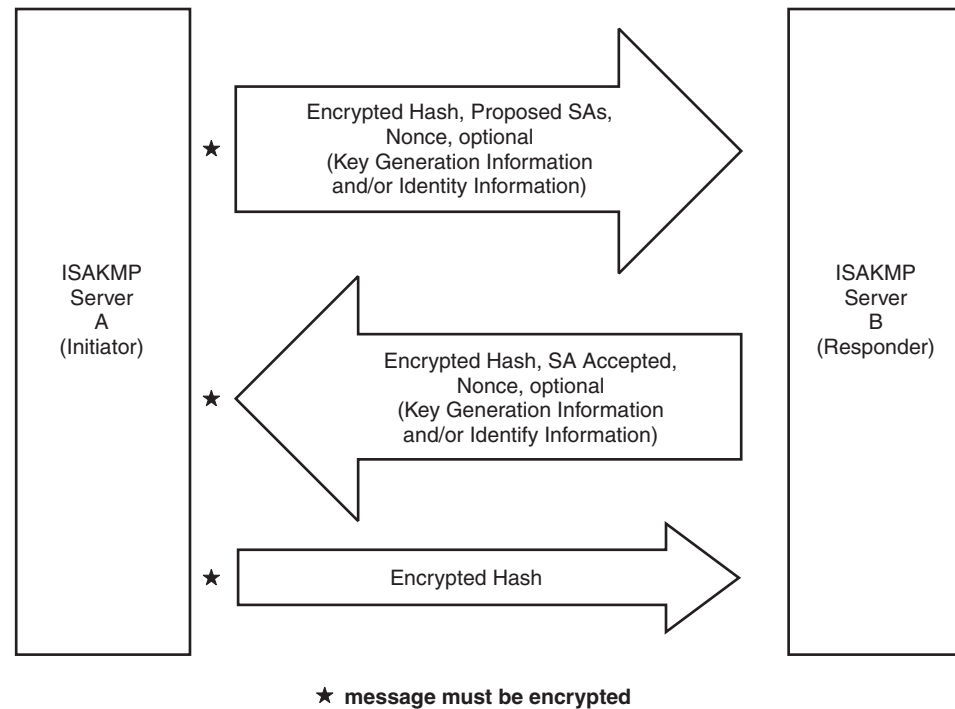 Encrypted Hash, Proposed SAs,
Nonce, optional
(Key Generation Information
and/or Identity Information)
ISAKMP
Server
A
(Initiator)
ISAKMP
Server
B
(Responder)
Encrypted Hash, SA Accepted,
Nonce, optional
(Key Generation Information
and/or Identify Information)
Encrypted Hash
★ message must be encrypted